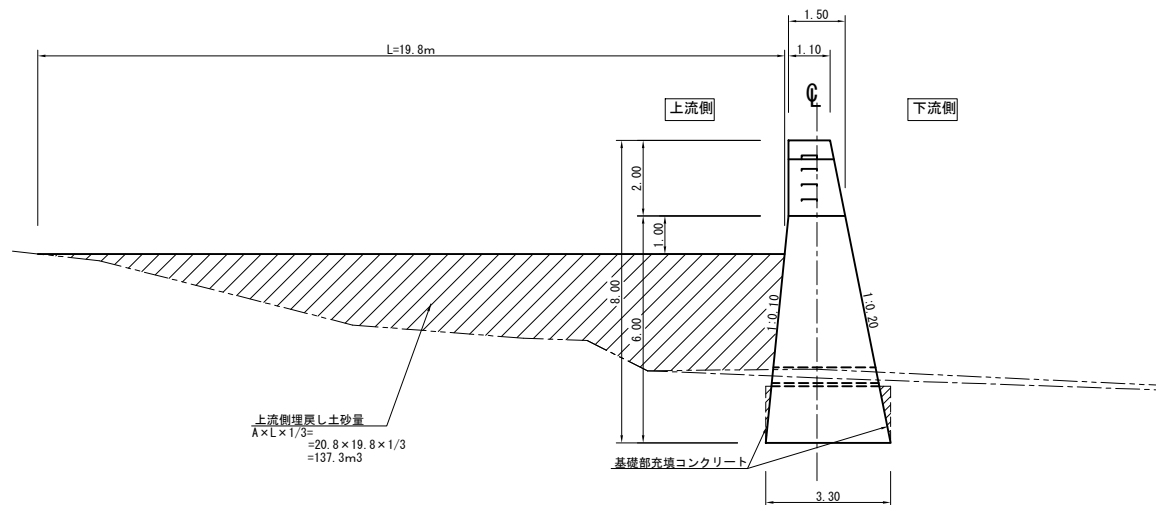 1.50
L=19.8m
1.10
上流側
℄
下流側
2.00
1.00
8.00
6.00
1:0.10
1:0.20
上流側埋戻し土砂量
A×L×1/3=
=20.8×19.8×1/3
=137.3m3
基礎部充填コンクリート
3.30